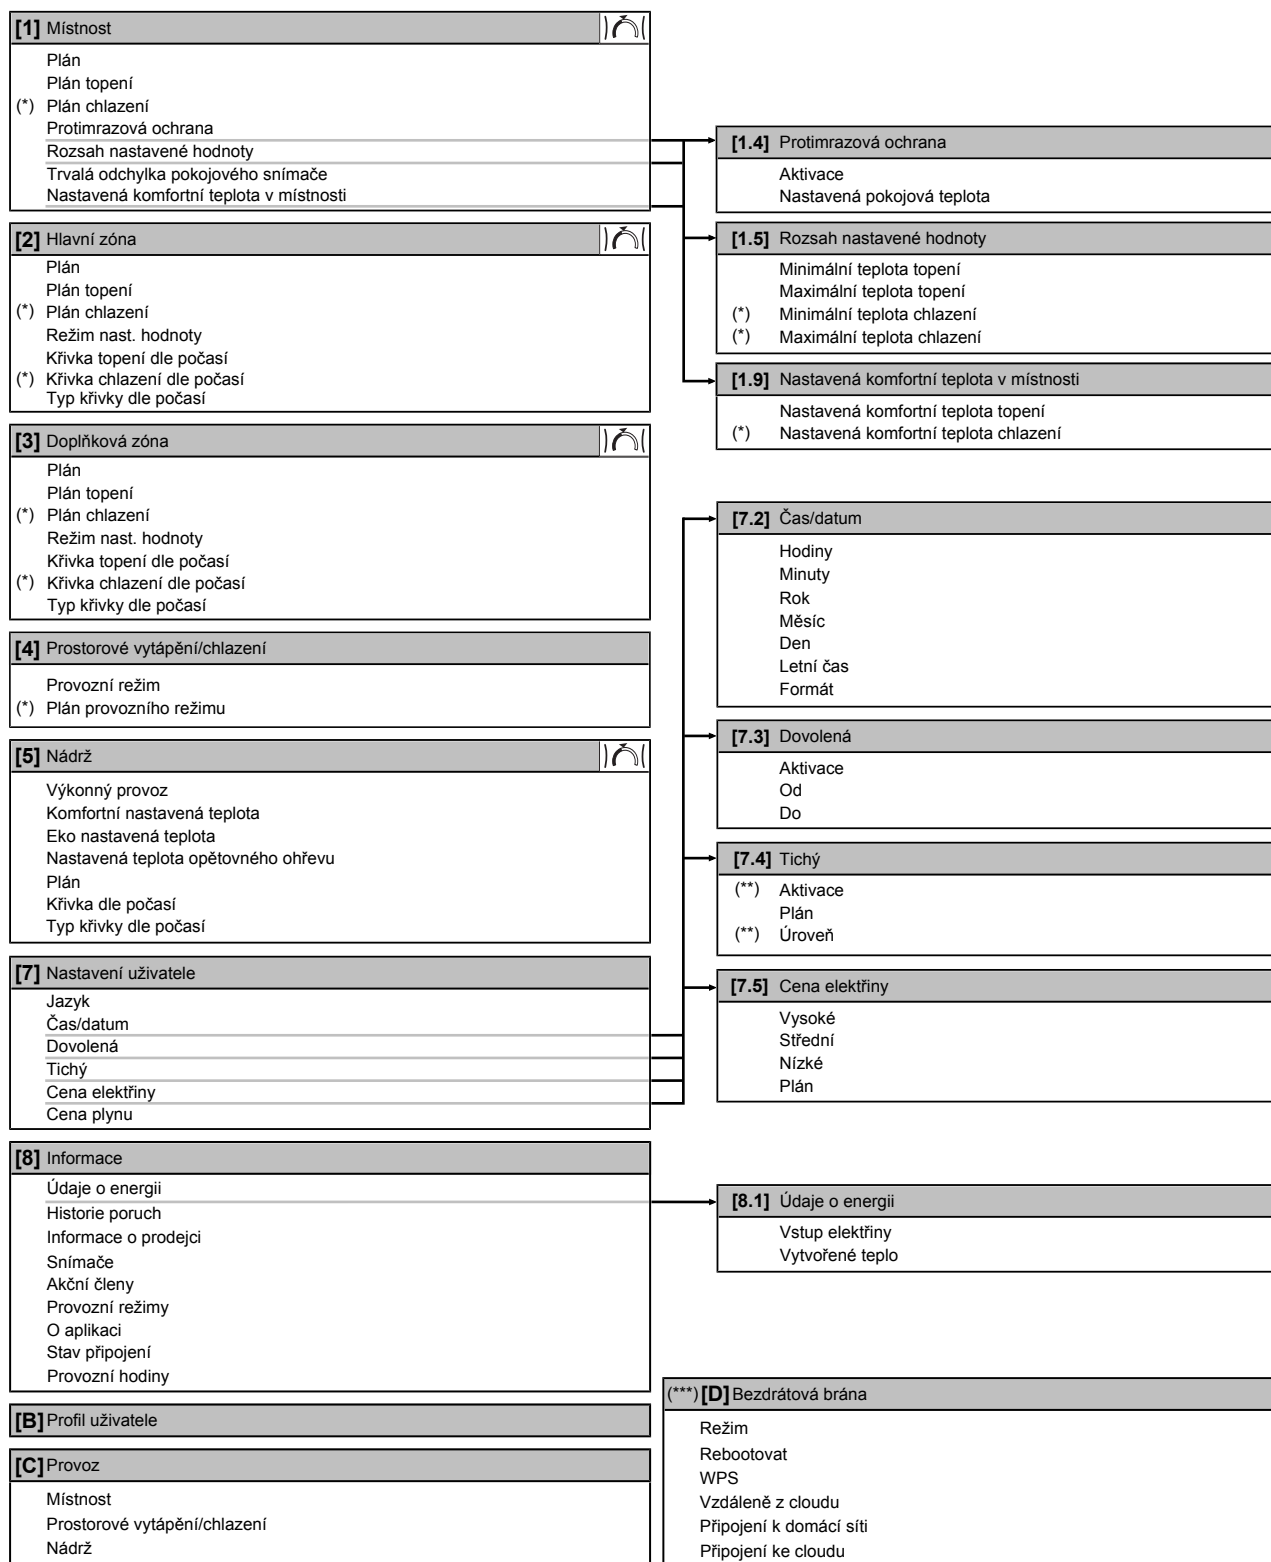 [1] Místnost
Plán
Plán topení
(*) Plán chlazení
Protimrazová ochrana
Rozsah nastavené hodnoty
Trvalá odchylka pokojového snímače
Nastavená komfortní teplota v místnosti
[1.4] Protimrazová ochrana
Aktivace
Nastavená pokojová teplota
[2] Hlavní zóna
Plán
Plán topení
(*) Plán chlazení
Režim nast. hodnoty
Křivka topení dle počasí
(*) Křivka chlazení dle počasí
Typ křivky dle počasí
[1.5] Rozsah nastavené hodnoty
Minimální teplota topení
Maximální teplota topení
(*) Minimální teplota chlazení
(*) Maximální teplota chlazení
[1.9] Nastavená komfortní teplota v místnosti
Nastavená komfortní teplota topení
(*) Nastavená komfortní teplota chlazení
[3] Doplňková zóna
Plán
Plán topení
(*) Plán chlazení
Režim nast. hodnoty
Křivka topení dle počasí
(*) Křivka chlazení dle počasí
Typ křivky dle počasí
[4] Prostorové vytápění/chlazení
Provozní režim
(*) Plán provozního režimu
[5] Nádrž
Výkonný provoz
Komfortní nastavená teplota
Eko nastavená teplota
Nastavená teplota opětovného ohřevu
Plán
Křivka dle počasí
Typ křivky dle počasí
[7] Nastavení uživatele
Jazyk
Čas/datum
Dovolená
Tichý
Cena elektřiny
Cena plynu
[7.2] Čas/datum
Hodiny
Minuty
Rok
Měsíc
Den
Letní čas
Formát
[7.3] Dovolená
Aktivace
Od
Do
[7.4] Tichý
(**) Aktivace
Plán
(**) Úroveň
[7.5] Cena elektřiny
Vysoké
Střední
Nízké
Plán
[8] Informace
Údaje o energii
Historie poruch
Informace o prodejci
Snímače
Akční členy
Provozní režimy
O aplikaci
Stav připojení
Provozní hodiny
[8.1] Údaje o energii
Vstup elektřiny
Vytvořené teplo
[B] Profil uživatele
[C] Provoz
Místnost
Prostorové vytápění/chlazení
Nádrž
(***) [D] Bezdrátová brána
Režim
Rebootovat
WPS
Vzdáleně z cloudu
Připojení k domácí síti
Připojení ke cloudu